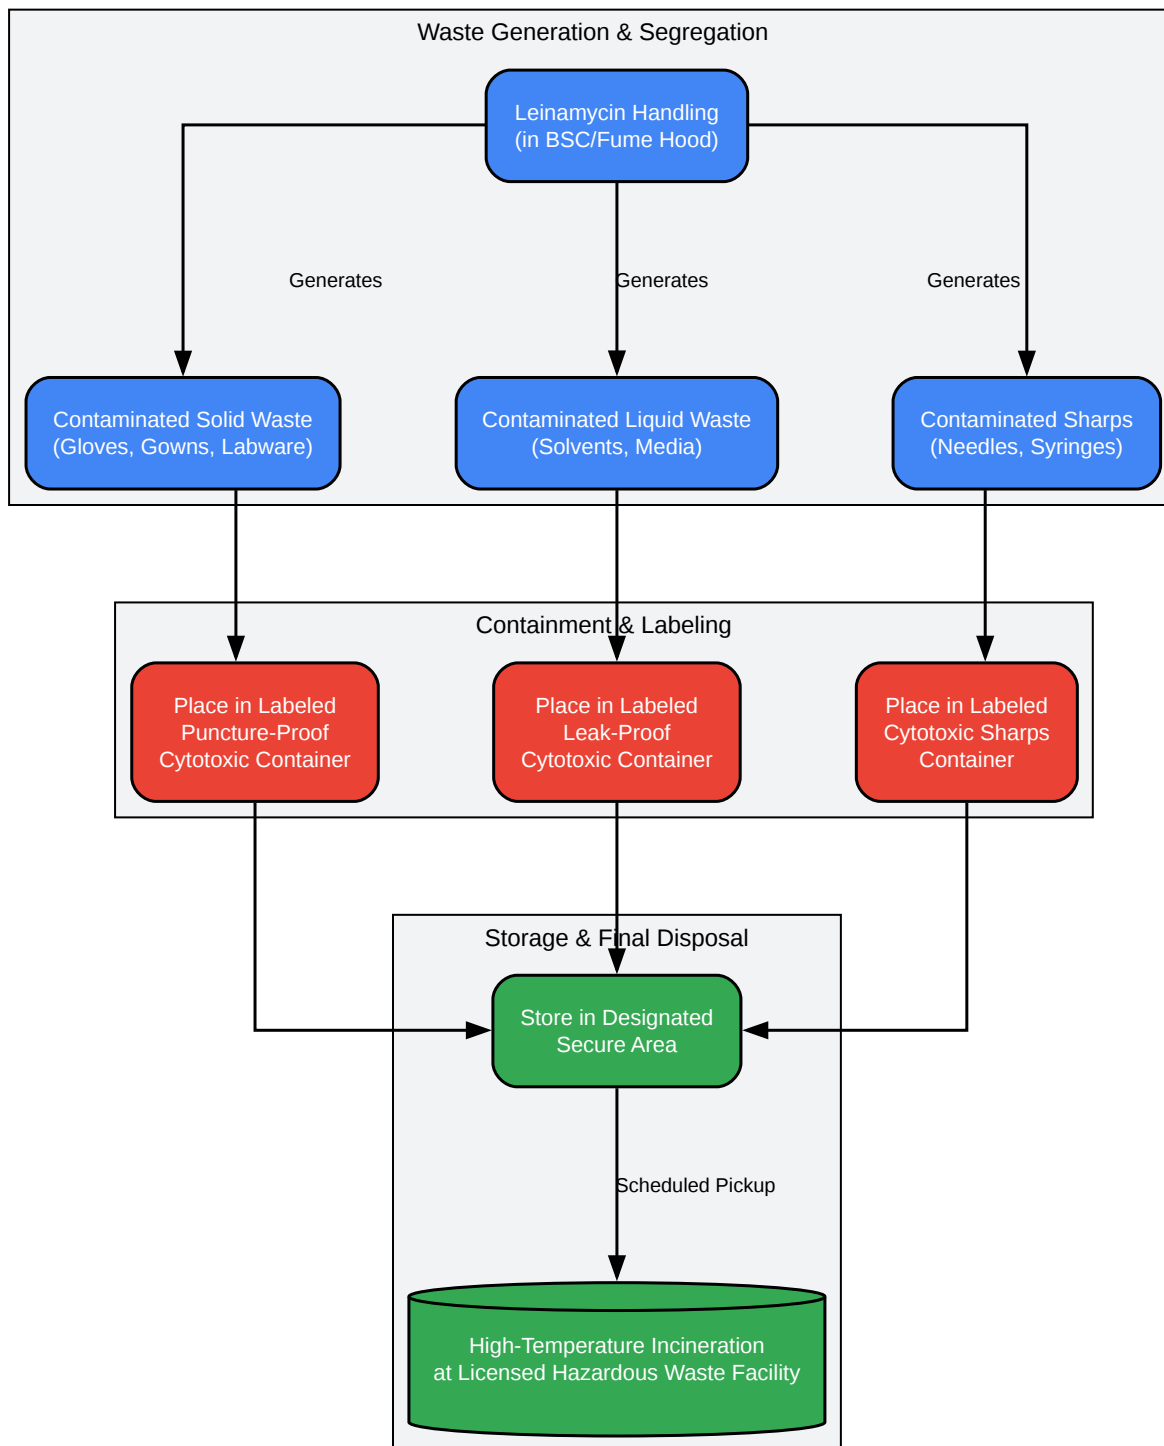 Waste Generation & Segregation
Leinamycin Handling
(in BSC/Fume Hood)
Generates
Generates
Generates
Contaminated Solid Waste
(Gloves, Gowns, Labware)
Contaminated Liquid Waste
(Solvents, Media)
Contaminated Sharps
(Needles, Syringes)
Containment & Labeling
Place in Labeled
Puncture-Proof
Cytotoxic Container
Place in Labeled
Leak-Proof
Cytotoxic Container
Place in Labeled
Cytotoxic Sharps
Container
Storage & Final Disposal
Store in Designated
Secure Area
Scheduled Pickup
High-Temperature Incineration
at Licensed Hazardous Waste Facility